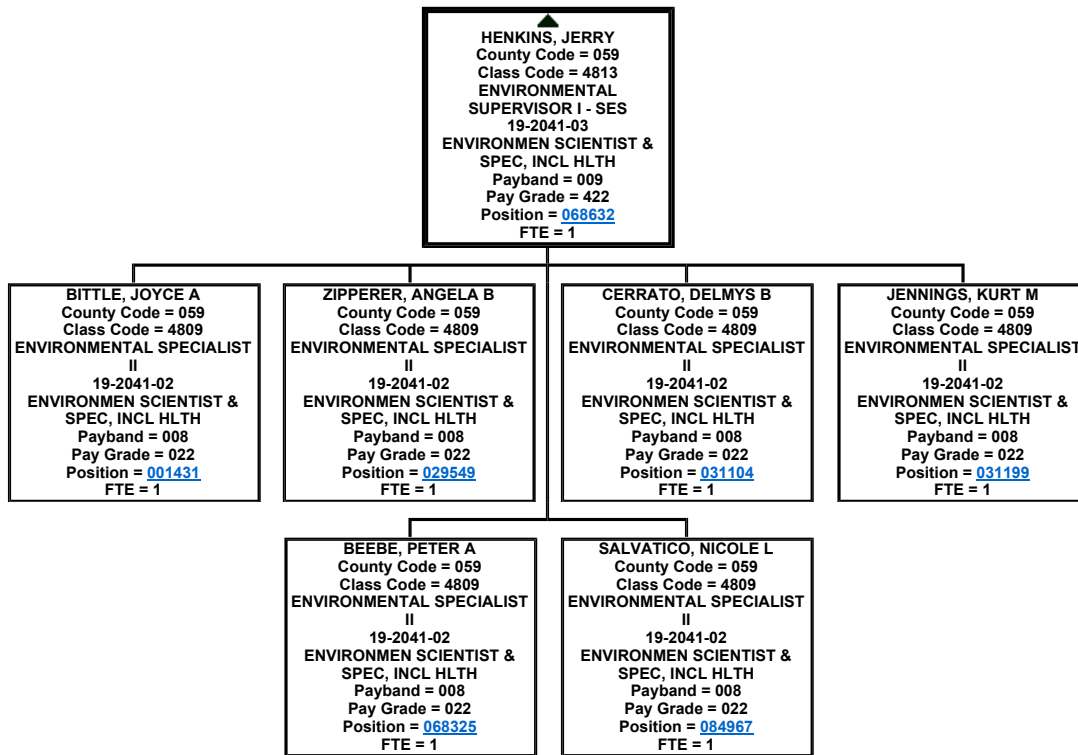 HENKINS, JERRY
County Code = 059
Class Code = 4813
ENVIRONMENTAL
SUPERVISOR I - SES
19-2041-03
ENVIRONMEN SCIENTIST &
SPEC, INCL HLTH
Payband = 009
Pay Grade = 422
Position = 068632
FTE = 1
BITTLE, JOYCE A
County Code = 059
Class Code = 4809
ENVIRONMENTAL SPECIALIST
II
19-2041-02
ENVIRONMEN SCIENTIST &
SPEC, INCL HLTH
Payband = 008
Pay Grade = 022
Position = 001431
FTE = 1
ZIPPERER, ANGELA B
County Code = 059
Class Code = 4809
ENVIRONMENTAL SPECIALIST
II
19-2041-02
ENVIRONMEN SCIENTIST &
SPEC, INCL HLTH
Payband = 008
Pay Grade = 022
Position = 029549
FTE = 1
CERRATO, DELMYS B
County Code = 059
Class Code = 4809
ENVIRONMENTAL SPECIALIST
II
19-2041-02
ENVIRONMEN SCIENTIST &
SPEC, INCL HLTH
Payband = 008
Pay Grade = 022
Position = 031104
FTE = 1
JENNINGS, KURT M
County Code = 059
Class Code = 4809
ENVIRONMENTAL SPECIALIST
II
19-2041-02
ENVIRONMEN SCIENTIST &
SPEC, INCL HLTH
Payband = 008
Pay Grade = 022
Position = 031199
FTE = 1
BEEBE, PETER A
County Code = 059
Class Code = 4809
ENVIRONMENTAL SPECIALIST
II
19-2041-02
ENVIRONMEN SCIENTIST &
SPEC, INCL HLTH
Payband = 008
Pay Grade = 022
Position = 068325
FTE = 1
SALVATICO, NICOLE L
County Code = 059
Class Code = 4809
ENVIRONMENTAL SPECIALIST
II
19-2041-02
ENVIRONMEN SCIENTIST &
SPEC, INCL HLTH
Payband = 008
Pay Grade = 022
Position = 084967
FTE = 1